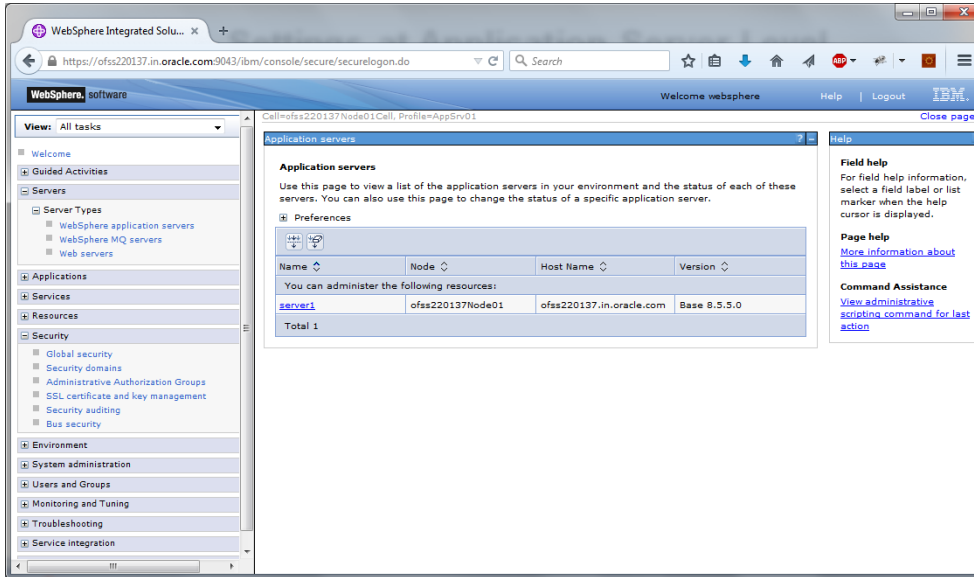 Settings at Application Server Level
WebSphere Integrated Solu... × +
https://ofss220137.in.oracle.com:9043/ibm/console/secure/securelogon.do
Search
ABP
WebSphere. software
Welcome websphere
Help | Logout
IBM.
View: All tasks
Welcome
Guided Activities
Servers
Server Types
WebSphere application servers
WebSphere MQ servers
Web servers
Applications
Services
Resources
Security
Global security
Security domains
Administrative Authorization Groups
SSL certificate and key management
Security auditing
Bus security
Environment
System administration
Users and Groups
Monitoring and Tuning
Troubleshooting
Service integration
Cell=ofss220137Node01Cell, Profile=AppSrv01
Close page
Application servers
? -
Application servers
Use this page to view a list of the application servers in your environment and the status of each of these
servers. You can also use this page to change the status of a specific application server.
Preferences
Name Node Host Name Version
You can administer the following resources:
server1 ofss220137Node01 ofss220137.in.oracle.com Base 8.5.5.0
Total 1
Help
Field help
For field help information,
select a field label or list
marker when the help
cursor is displayed.
Page help
More information about
this page
Command Assistance
View administrative
scripting command for last
action